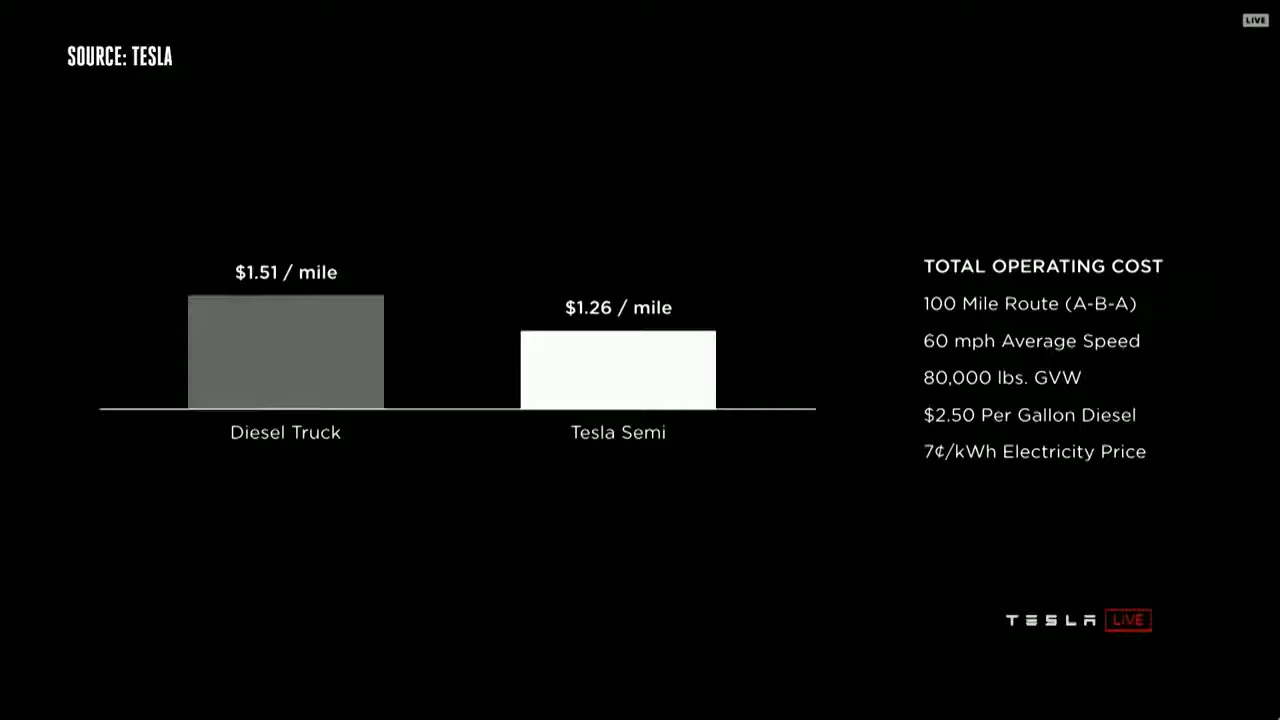 LIVE
SOURCE: TESLA
$1.51 / mile
$1.26 / mile
Diesel Truck
Tesla Semi
TOTAL OPERATING COST
100 Mile Route (A-B-A)
60 mph Average Speed
80,000 lbs. GVW
$2.50 Per Gallon Diesel
7¢/kWh Electricity Price
TESLA LIVE